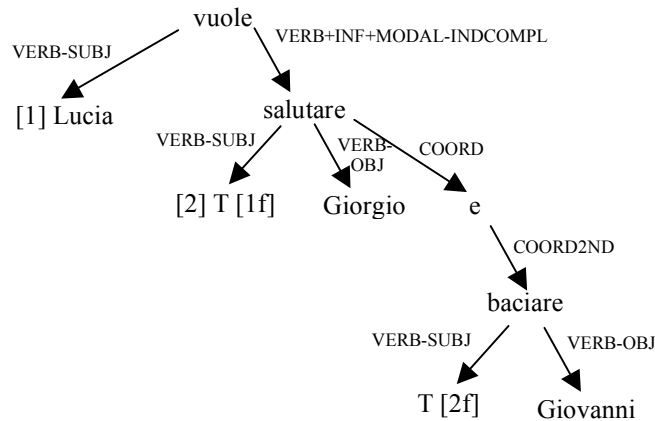 vuole
VERB-SUBJ
VERB+INF+MODAL-INDCOMPL
[1] Lucia
salutare
VERB-SUBJ
VERB-
OBJ
COORD
[2] T [1f]
Giorgio
e
COORD2ND
baciare
VERB-SUBJ
VERB-OBJ
T [2f]
Giovanni